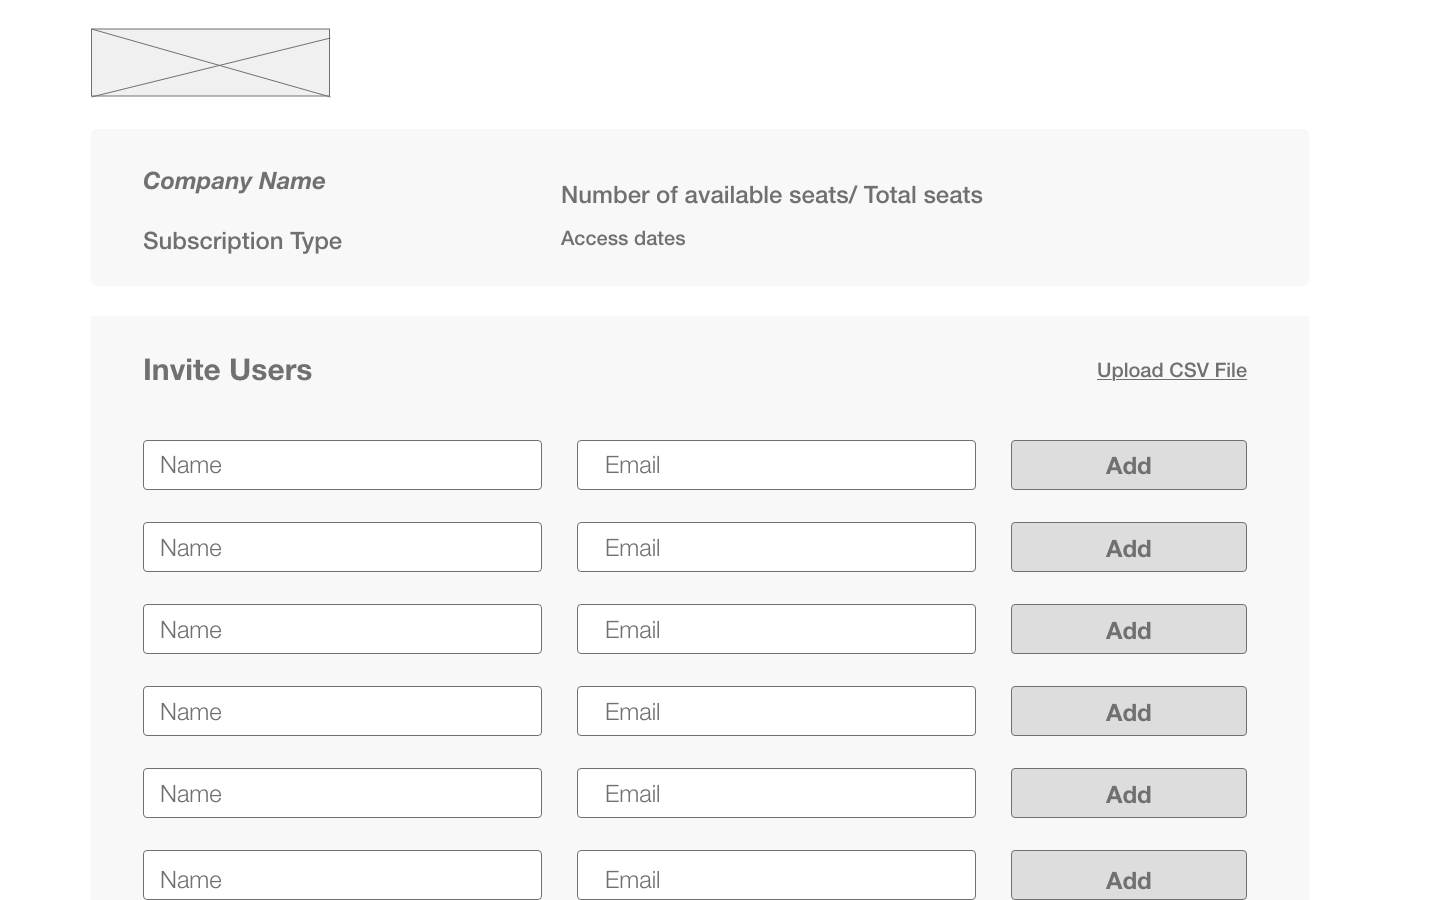 Company Name
Number of available seats/ Total seats
Subscription Type
Access dates
Invite Users
Upload CSV File
Name
Email
Add
Name
Email
Add
Name
Email
Add
Name
Email
Add
Name
Email
Add
Name
Email
Add